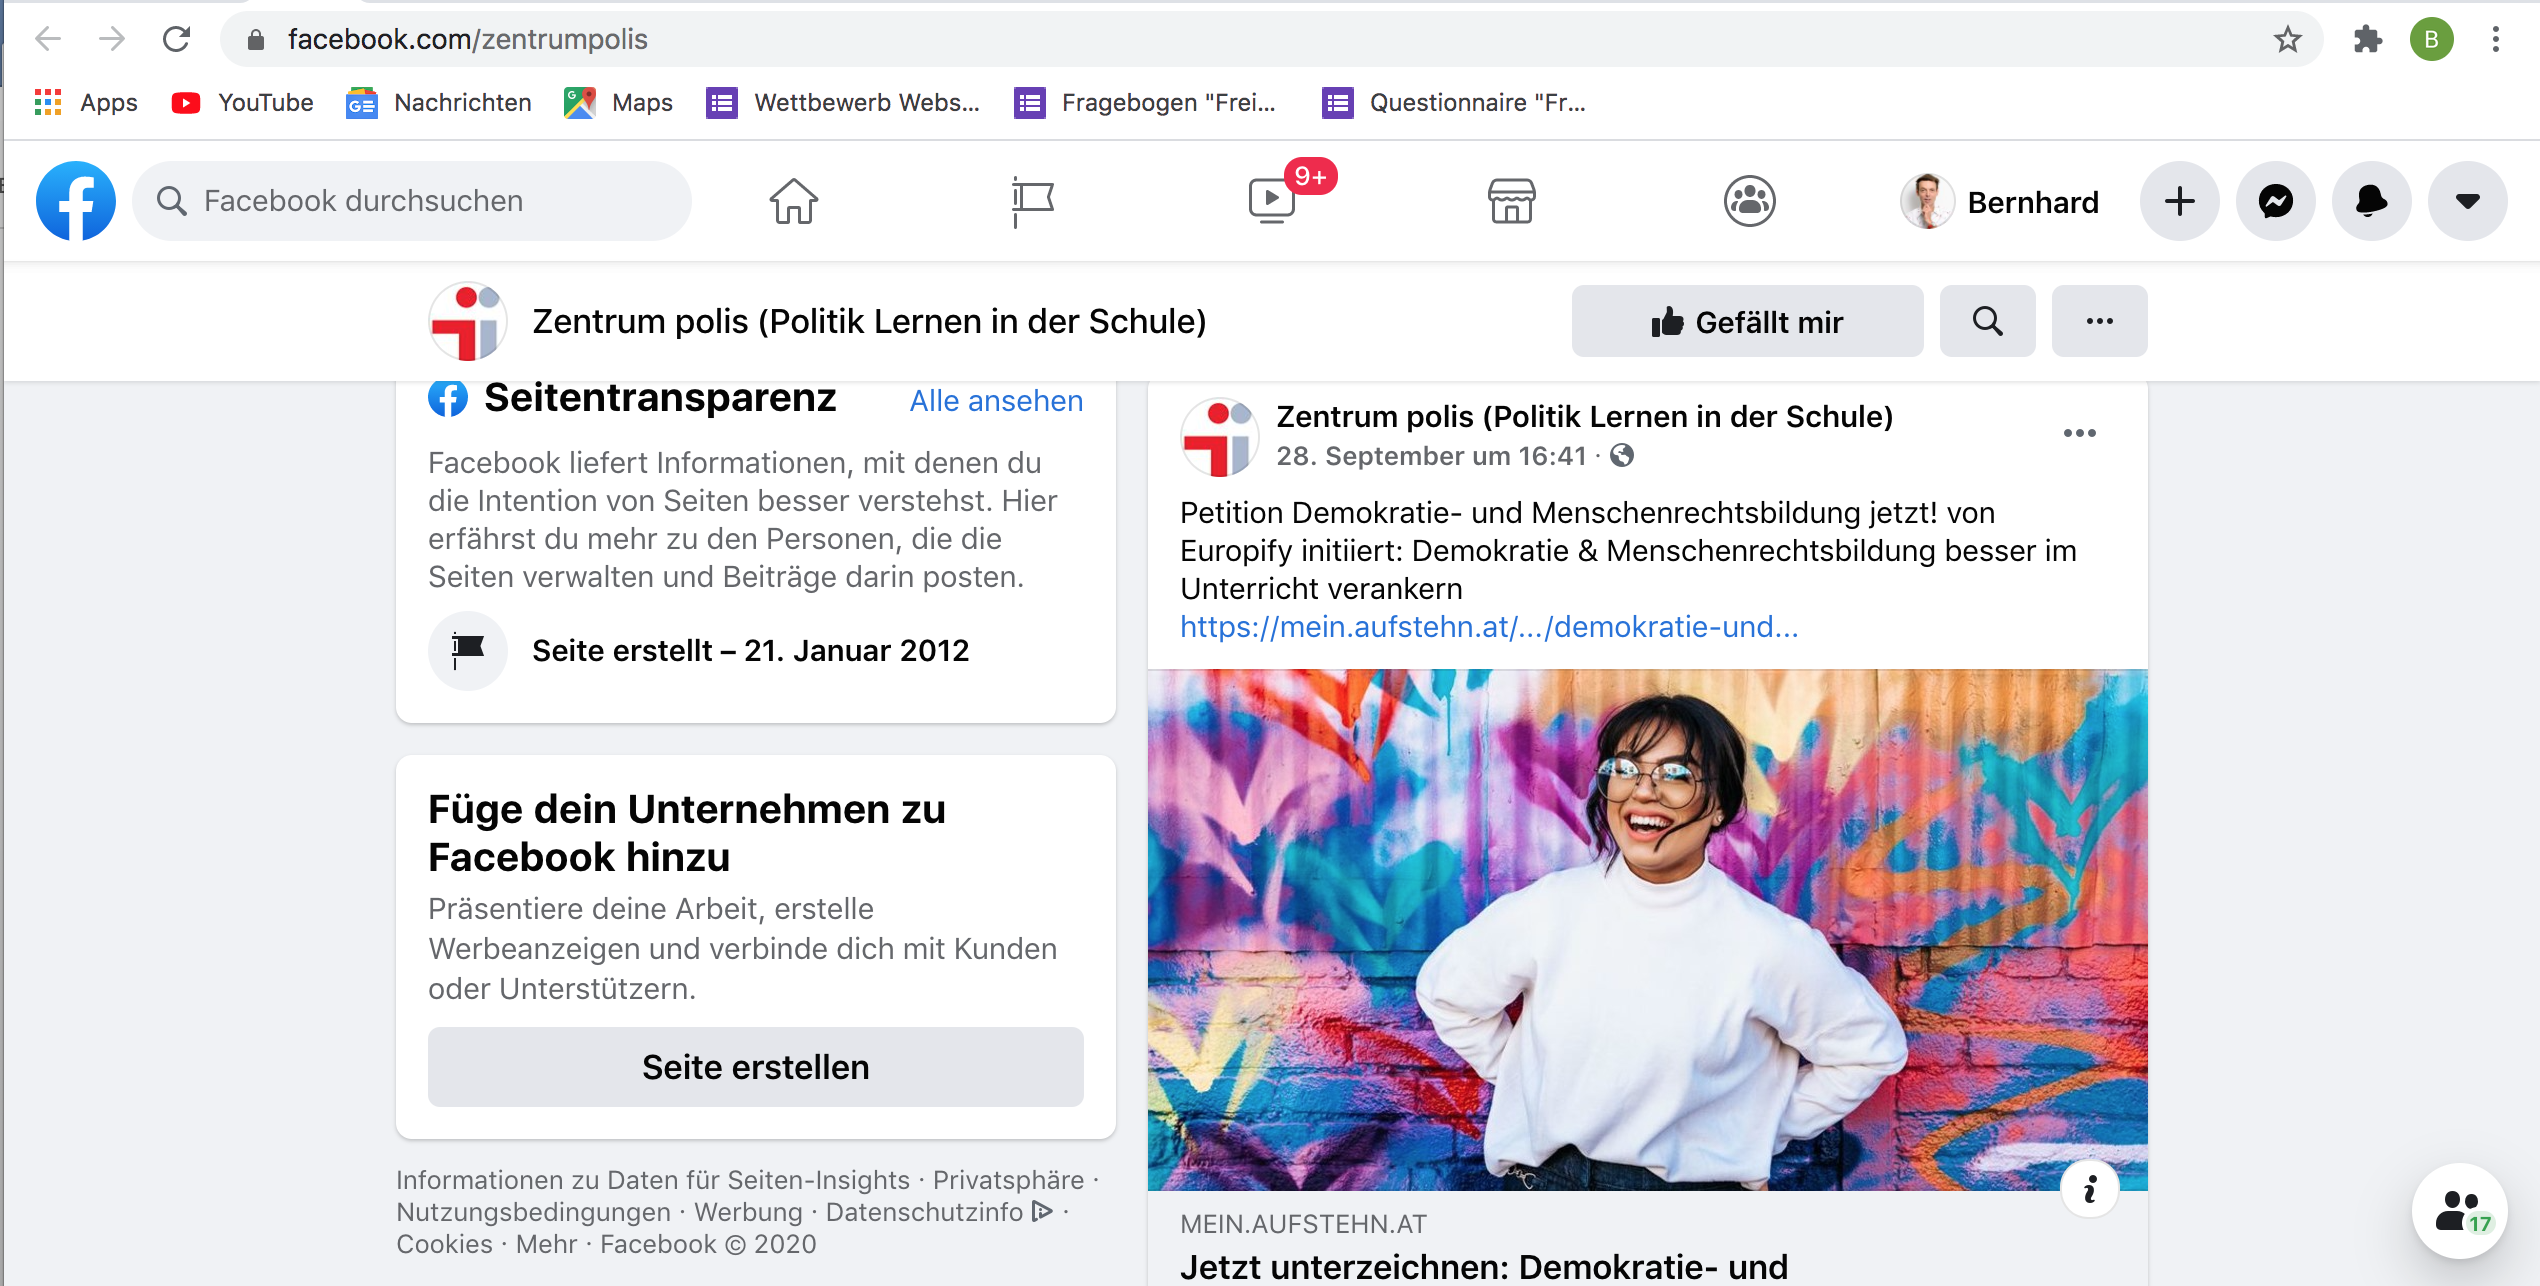 facebook.com/zentrumpolis
B
Apps YouTube Nachrichten Maps Wettbewerb Webs... Fragebogen "Frei... Questionnaire "Fr...
Facebook durchsuchen
9+
Bernhard
Zentrum polis (Politik Lernen in der Schule)
Gefällt mir
Seitentransparenz
Alle ansehen
Facebook liefert Informationen, mit denen du
die Intention von Seiten besser verstehst. Hier
erfährst du mehr zu den Personen, die die
Seiten verwalten und Beiträge darin posten.
Seite erstellt – 21. Januar 2012
Füge dein Unternehmen zu
Facebook hinzu
Präsentiere deine Arbeit, erstelle
Werbeanzeigen und verbinde dich mit Kunden
oder Unterstützern.
Seite erstellen
Informationen zu Daten für Seiten-Insights · Privatsphäre ·
Nutzungsbedingungen · Werbung · Datenschutzinfo ·
Cookies · Mehr · Facebook © 2020
Zentrum polis (Politik Lernen in der Schule)
28. September um 16:41 ·
Petition Demokratie- und Menschenrechtsbildung jetzt! von
Europify initiiert: Demokratie & Menschenrechtsbildung besser im
Unterricht verankern
https://mein.aufstehn.at/.../demokratie-und...
MEIN.AUFSTEHN.AT
Jetzt unterzeichnen: Demokratie- und
17